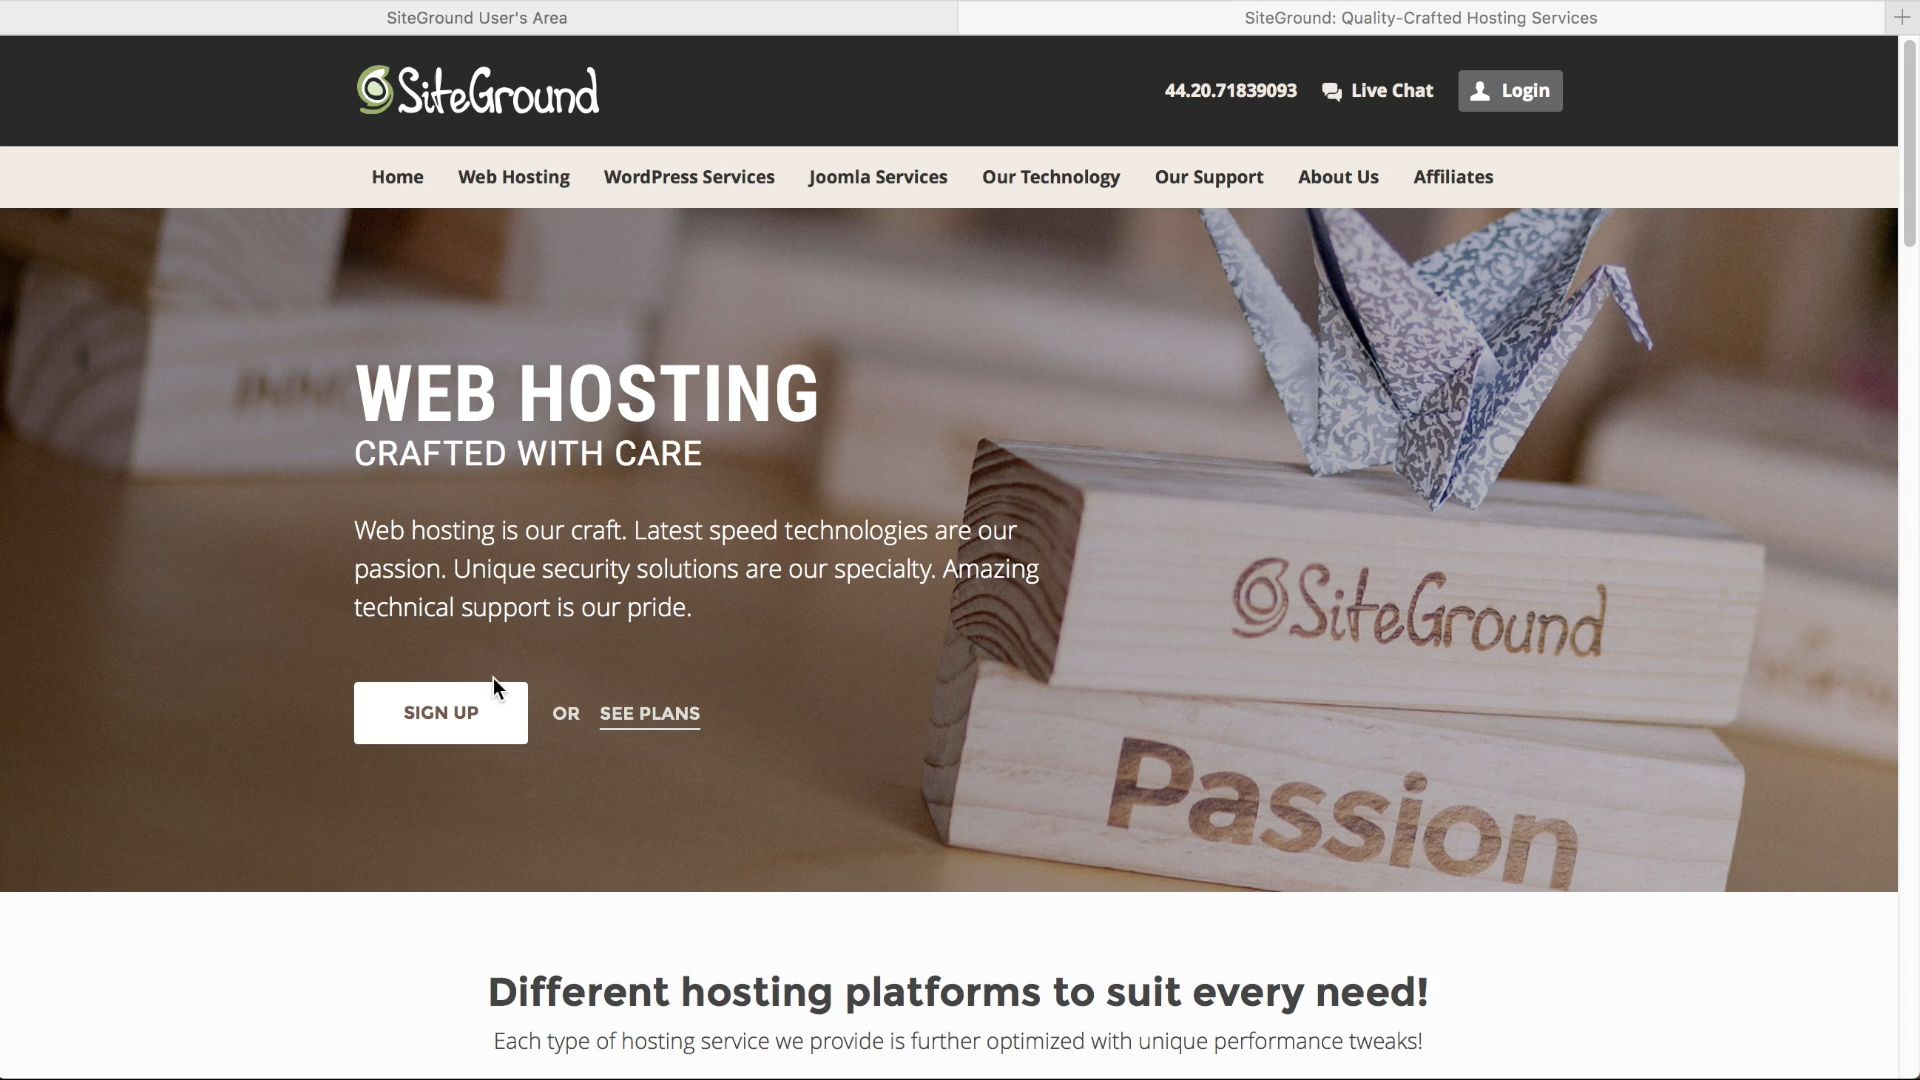 SiteGround User's Area
SiteGround: Quality-Crafted Hosting Services
SiteGround
44.20.71839093
Live Chat
Login
Home
Web Hosting
WordPress Services
Joomla Services
Our Technology
Our Support
About Us
Affiliates
WEB HOSTING
CRAFTED WITH CARE
Web hosting is our craft. Latest speed technologies are our
passion. Unique security solutions are our specialty. Amazing
technical support is our pride.
SIGN UP
OR
SEE PLANS
SiteGround
Passion
Different hosting platforms to suit every need!
Each type of hosting service we provide is further optimized with unique performance tweaks!